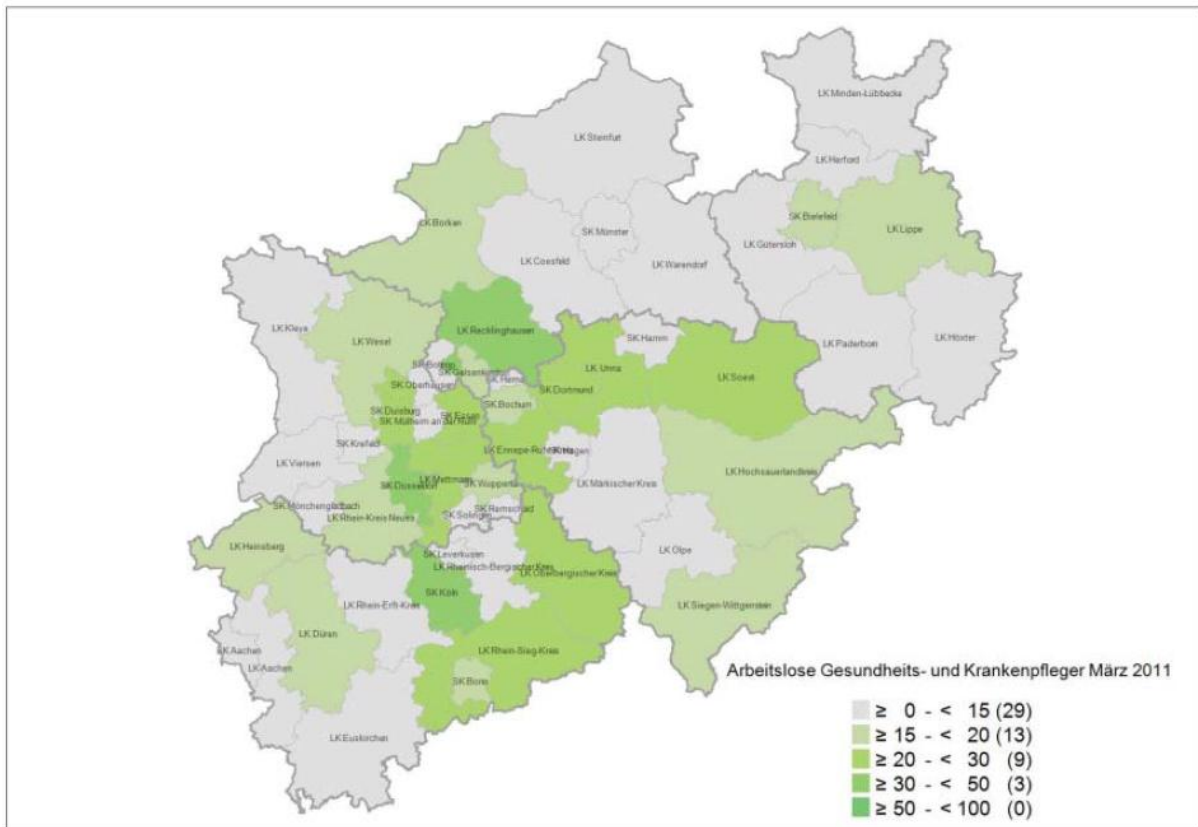 LK Minden-Lübbecke
LK Steinfurt
LK Herford
SK Bielefeld
LK Borken
LK Lippe
SK Münster
LK Gütersloh
LK Coesfeld
LK Warendorf
LK Kleve
LK Recklinghausen
SK Hamm
LK Paderborn
LK Höxter
LK Wesel
SK Bottrop
LK Unna
SK Gelsenkirchen
LK Soest
SK Oberhausen
SK Herne
SK Dortmund
SK Bochum
SK Duisburg
SK Essen
SK Mülheim an der Ruhr
SK Krefeld
LK Ennepe-Ruhr-Kreis
SK Hagen
LK Viersen
LK Hochsauerlandkreis
LK Mettmann
SK Düsseldorf
SK Wuppertal
LK Märkischer Kreis
SK Mönchengladbach
SK Remscheid
LK Rhein-Kreis Neuss
SK Solingen
LK Heinsberg
SK Leverkusen
LK Olpe
LK Rheinisch-Bergischer Kreis
LK Oberbergischer Kreis
SK Köln
LK Rhein-Erft-Kreis
LK Siegen-Wittgenstein
LK Düren
LK Aachen
LK Rhein-Sieg-Kreis
LK Aachen
SK Bonn
LK Euskirchen
Arbeitslose Gesundheits- und Krankenpfleger März 2011
≥ 0 - < 15 (29)
≥ 15 - < 20 (13)
≥ 20 - < 30 (9)
≥ 30 - < 50 (3)
≥ 50 - < 100 (0)